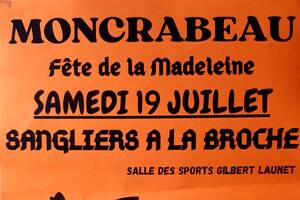 MONCRABEAU
Fête de la Madeleine
SAMEDI 19 JUILLET
SANGLIERS A LA BROCHE
SALLE DES SPORTS GILBERT LAUNET